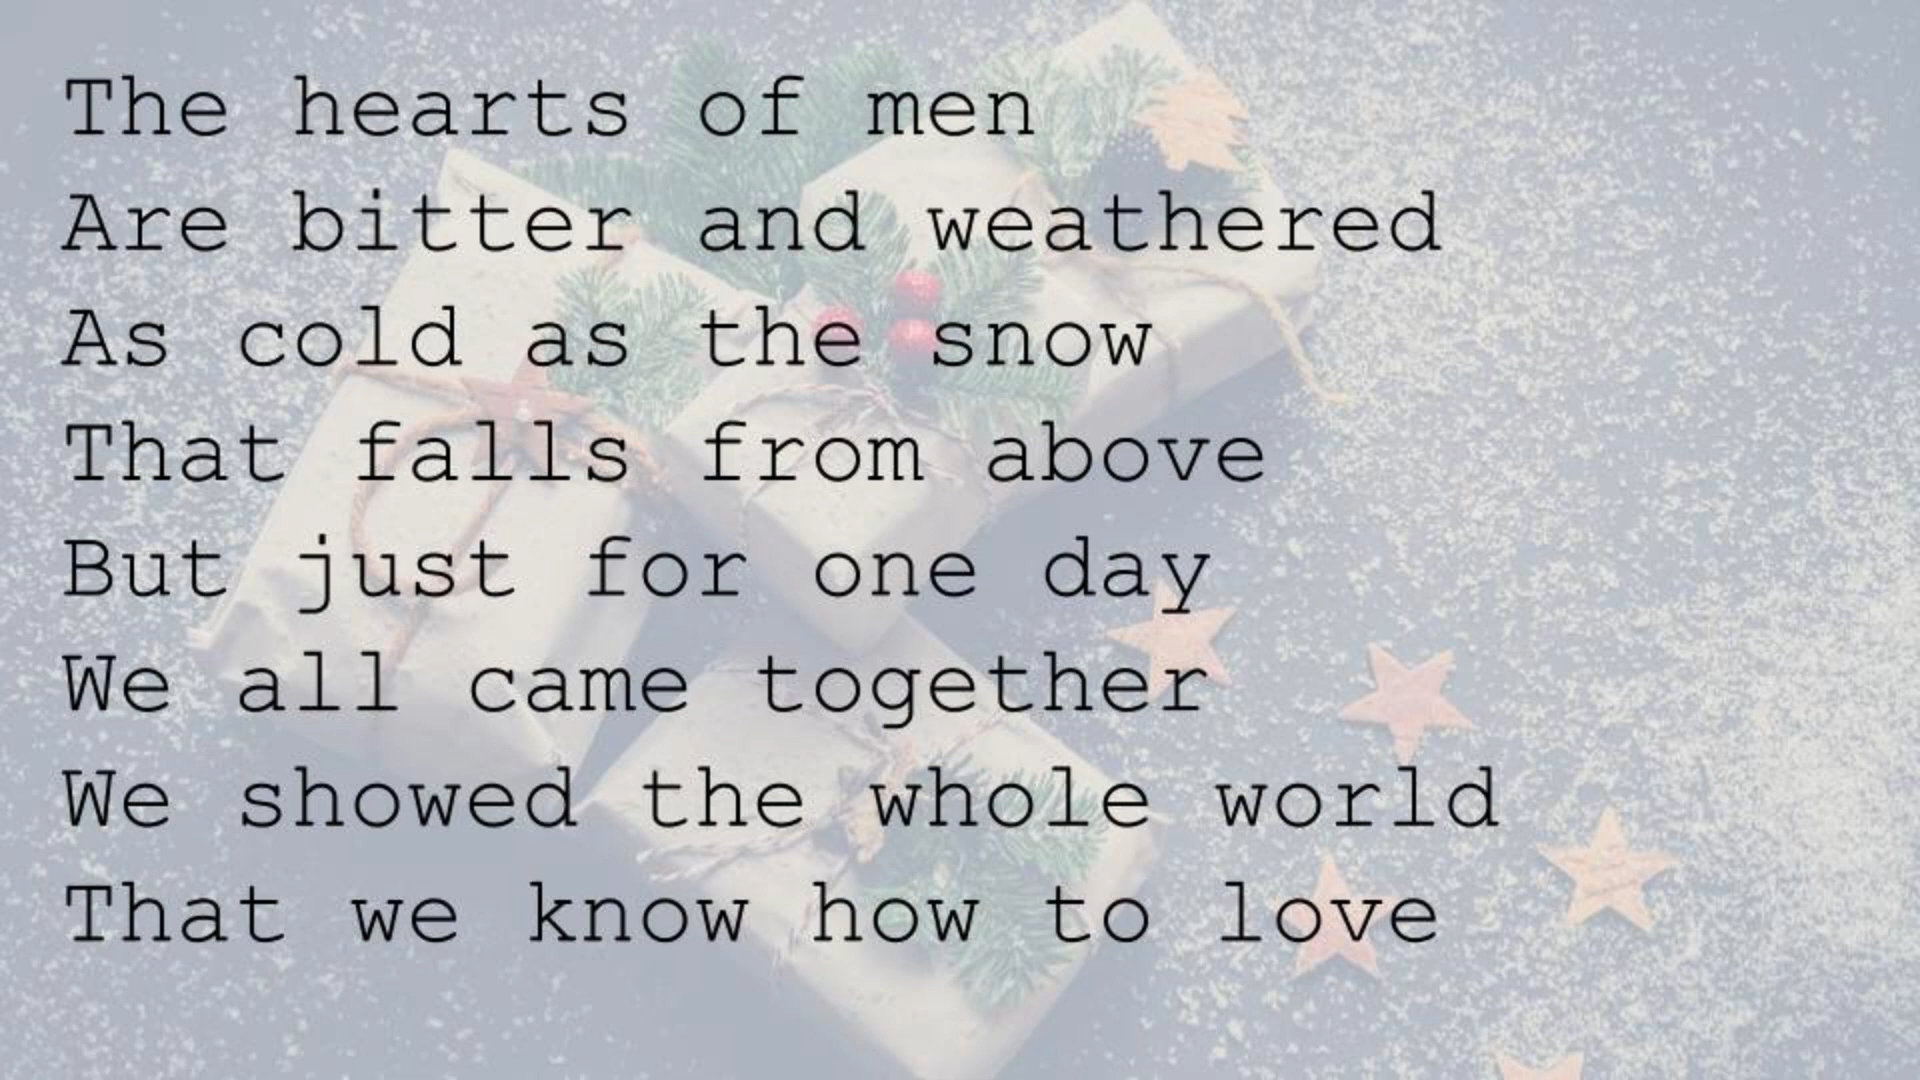 The hearts of men
Are bitter and weathered
As cold as the snow
That falls from above
But just for one day
We all came together
We showed the whole world
That we know how to love